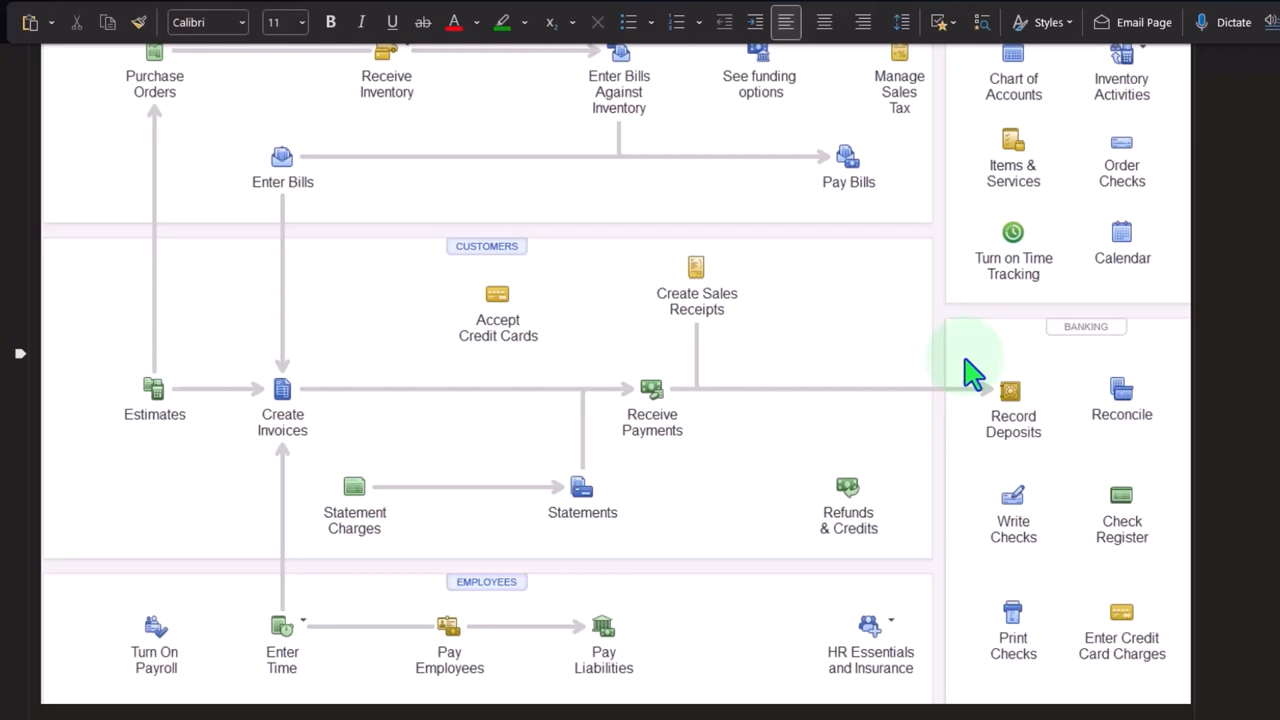 Calibri
11
Styles
Email Page
Dictate
Purchase
Orders
Receive
Inventory
Enter Bills
Against
Inventory
See funding
options
Manage
Sales
Tax
Chart of
Accounts
Inventory
Activities
Enter Bills
Pay Bills
Items &
Services
Order
Checks
Turn on Time
Tracking
Calendar
CUSTOMERS
Accept
Credit Cards
Create Sales
Receipts
BANKING
Estimates
Create
Invoices
Receive
Payments
Record
Deposits
Reconcile
Statement
Charges
Statements
Refunds
& Credits
Write
Checks
Check
Register
EMPLOYEES
Turn On
Payroll
Enter
Time
Pay
Employees
Pay
Liabilities
HR Essentials
and Insurance
Print
Checks
Enter Credit
Card Charges